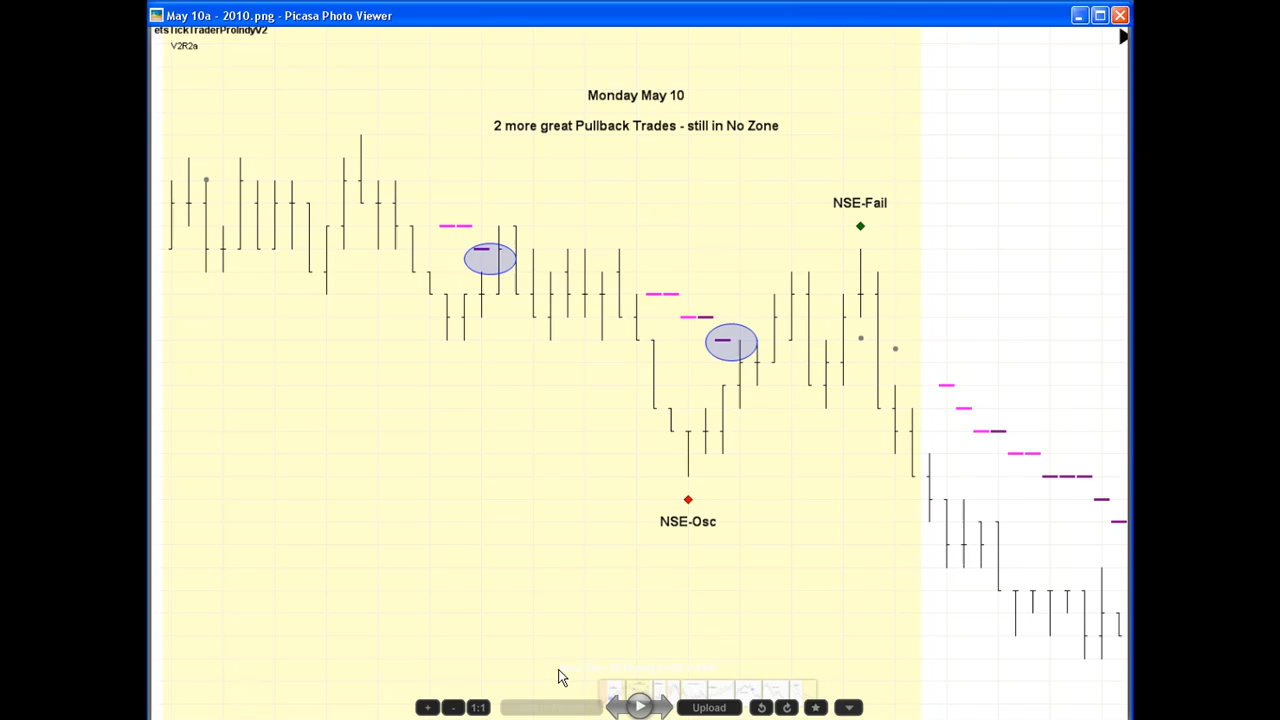 May 10a - 2010.png - Picasa Photo Viewer
etsTickTraderProIndyV2
V2R2a
Monday May 10
2 more great Pullback Trades - still in No Zone
NSE-Fail
NSE-Osc
+ - 1:1 Upload